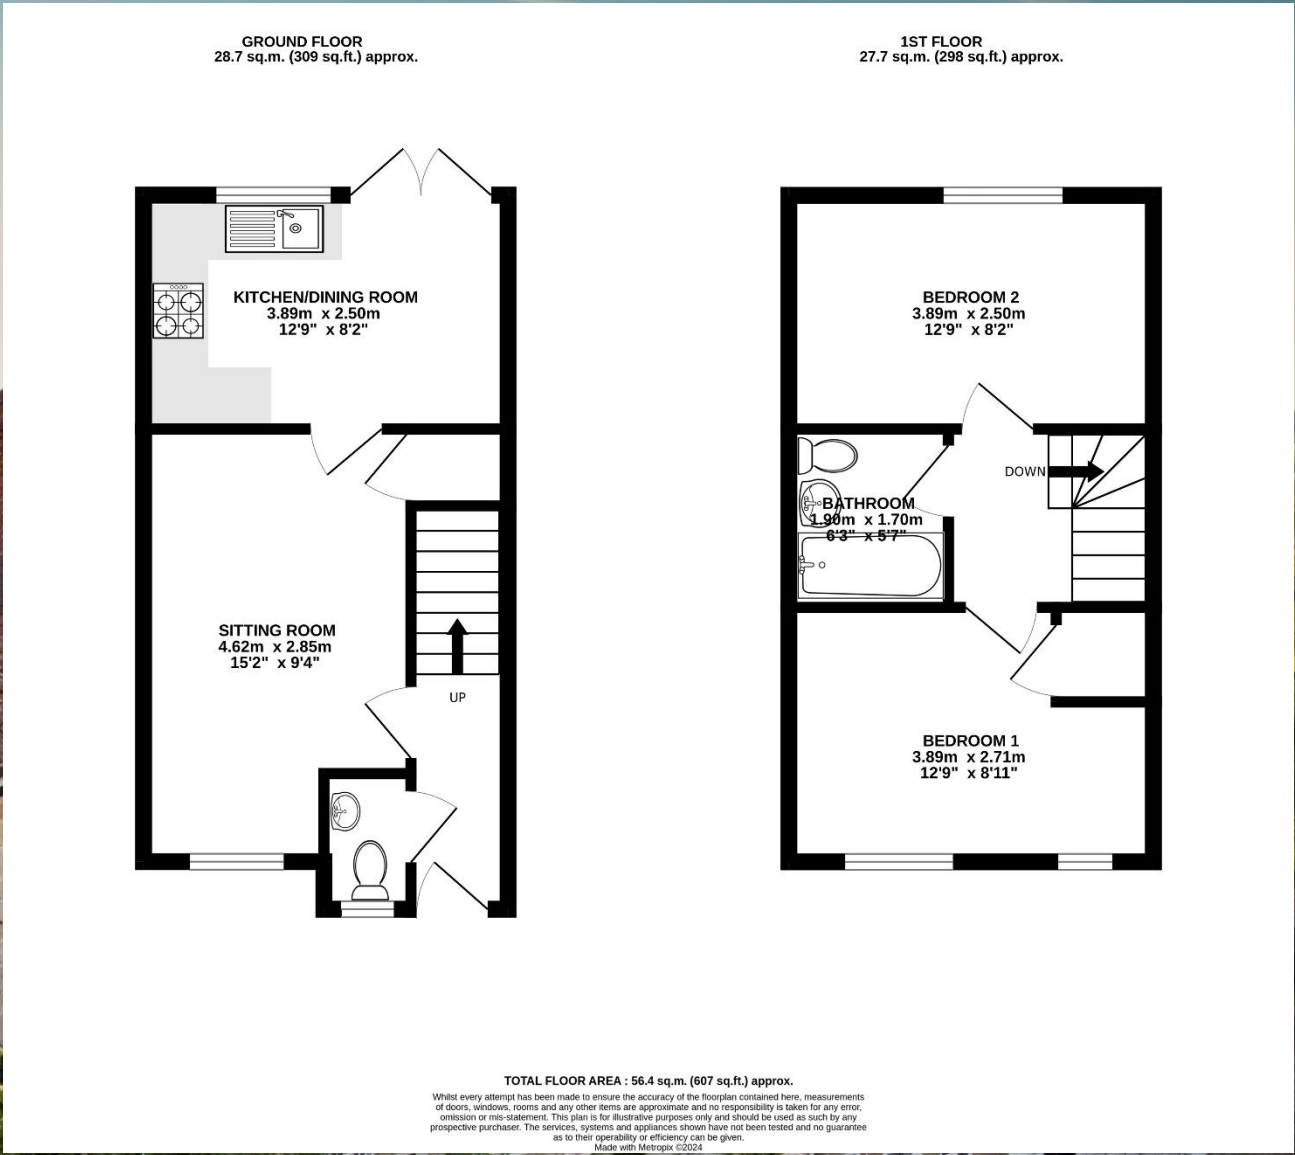 GROUND FLOOR
28.7 sq.m. (309 sq.ft.) approx.
KITCHEN/DINING ROOM
3.89m x 2.50m
12'9" x 8'2"
SITTING ROOM
4.62m x 2.85m
15'2" x 9'4"
UP
1ST FLOOR
27.7 sq.m. (298 sq.ft.) approx.
BEDROOM 2
3.89m x 2.50m
12'9" x 8'2"
DOWN
BATHROOM
1.90m x 1.70m
6'3" x 5'7"
BEDROOM 1
3.89m x 2.71m
12'9" x 8'11"
TOTAL FLOOR AREA : 56.4 sq.m. (607 sq.ft.) approx.
Whilst every attempt has been made to ensure the accuracy of the floorplan contained here, measurements
of doors, windows, rooms and any other items are approximate and no responsibility is taken for any error,
omission or mis-statement. This plan is for illustrative purposes only and should be used as such by any
prospective purchaser. The services, systems and appliances shown have not been tested and no guarantee
as to their operability or efficiency can be given.
Made with Metropix ©2024